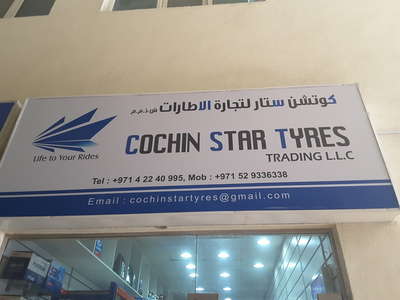 كوتشن ستار لتجارة الاطارات ش.ذ.م.م
COCHIN STAR TYRES
TRADING L.L.C
Life to Your Rides
Tel : +971 4 22 40 995, Mob : +971 52 9336338
Email : cochinstartyres@gmail.com